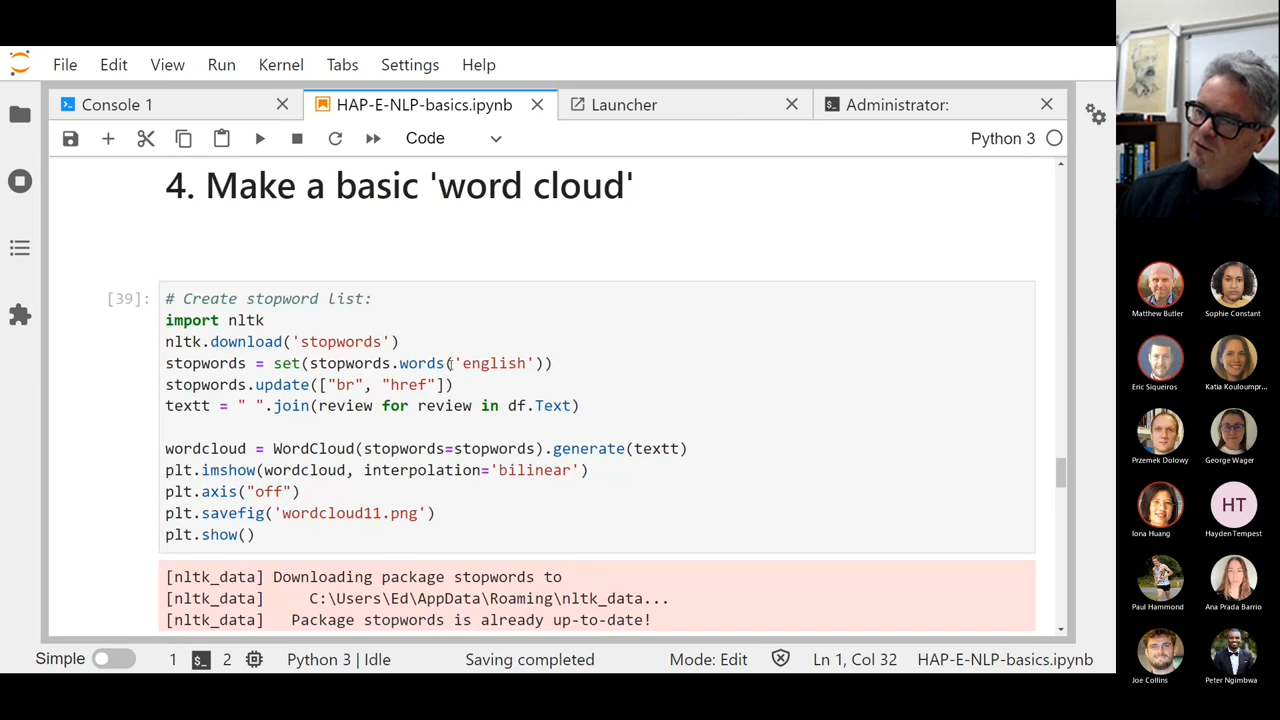 File Edit View Run Kernel Tabs Settings Help
Console 1
HAP-E-NLP-basics.ipynb
Launcher
Administrator:
Code
Python 3
4. Make a basic 'word cloud'
[39]:
# Create stopword list:
import nltk
nltk.download('stopwords')
stopwords = set(stopwords.words('english'))
stopwords.update(["br", "href"])
textt = " ".join(review for review in df.Text)
wordcloud = WordCloud(stopwords=stopwords).generate(textt)
plt.imshow(wordcloud, interpolation='bilinear')
plt.axis("off")
plt.savefig('wordcloud11.png')
plt.show()
[nltk_data] Downloading package stopwords to
[nltk_data]     C:\Users\Ed\AppData\Roaming\nltk_data...
[nltk_data]   Package stopwords is already up-to-date!
Simple 1 2 Python 3 | Idle Saving completed Mode: Edit Ln 1, Col 32 HAP-E-NLP-basics.ipynb
Matthew Butler
Sophie Constant
Eric Siqueiros
Katia Kouloumpr...
Przemek Dolowy
George Wager
Iona Huang
HT
Hayden Tempest
Paul Hammond
Ana Prada Barrio
Joe Collins
Peter Ngimbwa